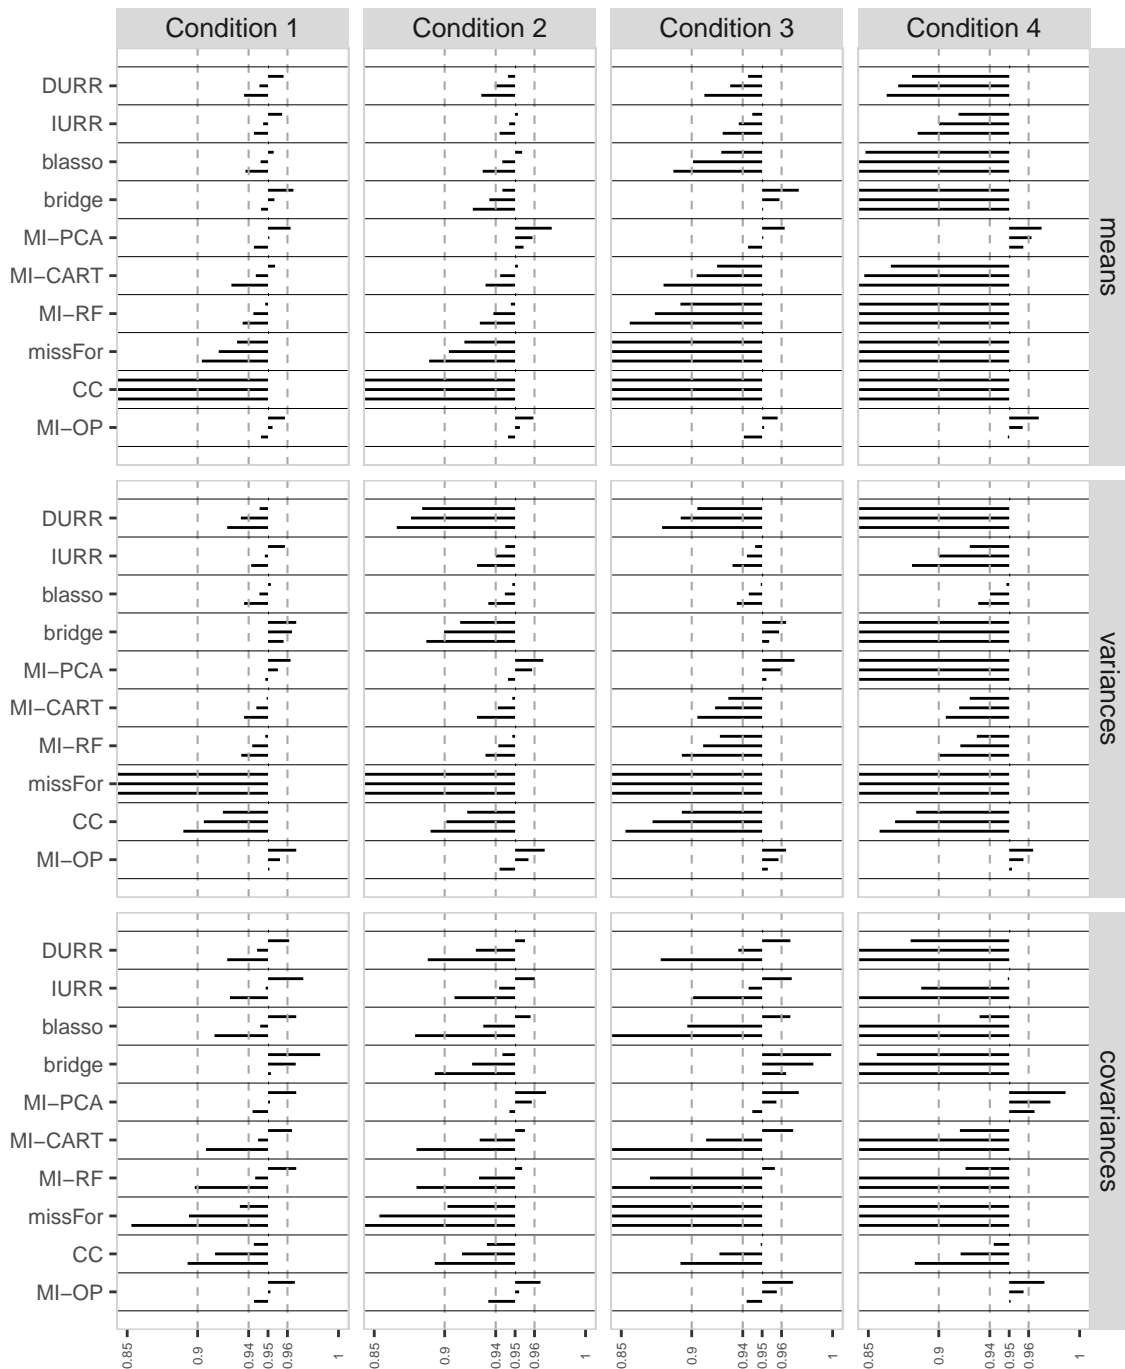 Condition 1 Condition 2 Condition 3 Condition 4
DURR
IURR
blasso
bridge
MI−PCA
MI−CART
MI−RF
missFor
CC
MI−OP
means
DURR
IURR
blasso
bridge
MI−PCA
MI−CART
MI−RF
missFor
CC
MI−OP
variances
DURR
IURR
blasso
bridge
MI−PCA
MI−CART
MI−RF
missFor
CC
MI−OP
covariances
0.85 0.9 0.94 0.95 0.96 1 0.85 0.9 0.94 0.95 0.96 1 0.85 0.9 0.94 0.95 0.96 1 0.85 0.9 0.94 0.95 0.96 1